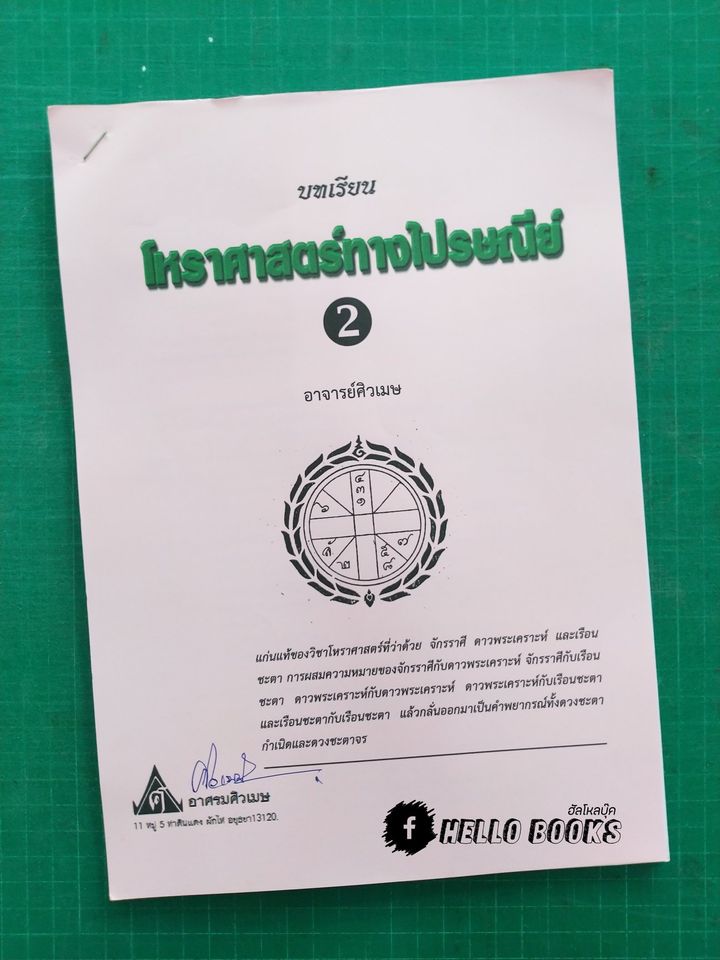 บทเรียน
โหราศาสตร์ทางไปรษณีย์
2
อาจารย์ศิวเมษ
๑ ๓ ๔
๖
ลั
๒
๘ ๕
๗
แก่นแท้ของวิชาโหราศาสตร์ที่ว่าด้วย จักรราศี ดาวพระเคราะห์ และเรือน
ชะตา การผสมความหมายของจักรราศีกับดาวพระเคราะห์ จักรราศีกับเรือน
ชะตา ดาวพระเคราะห์กับดาวพระเคราะห์ ดาวพระเคราะห์กับเรือนชะตา
และเรือนชะตากับเรือนชะตา แล้วกลั่นออกมาเป็นคำพยากรณ์ทั้งดวงชะตา
กำเนิดและดวงชะตาจร
ศ
อาศรมศิวเมษ
11 หมู่ 5 ท่าดินแดง ผักไห่ อยุธยา13120.
ฮัลโหลบุ๊ค
f HELLO BOOKS